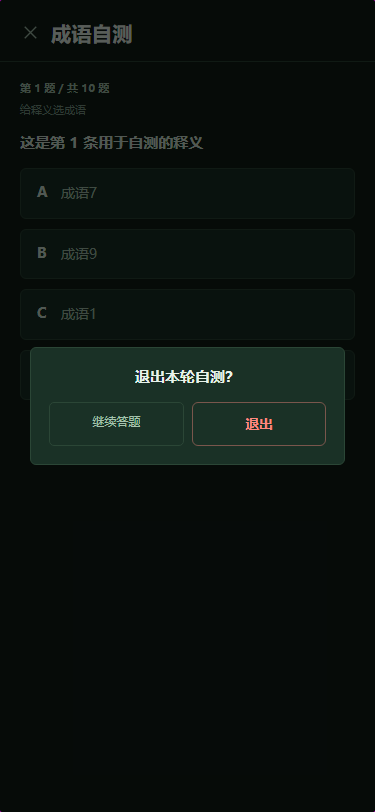 成语自测
第 1 题 / 共 10 题
给释义选成语
这是第 1 条用于自测的释义
A 成语7
B 成语9
C 成语1
退出本轮自测？
继续答题
退出